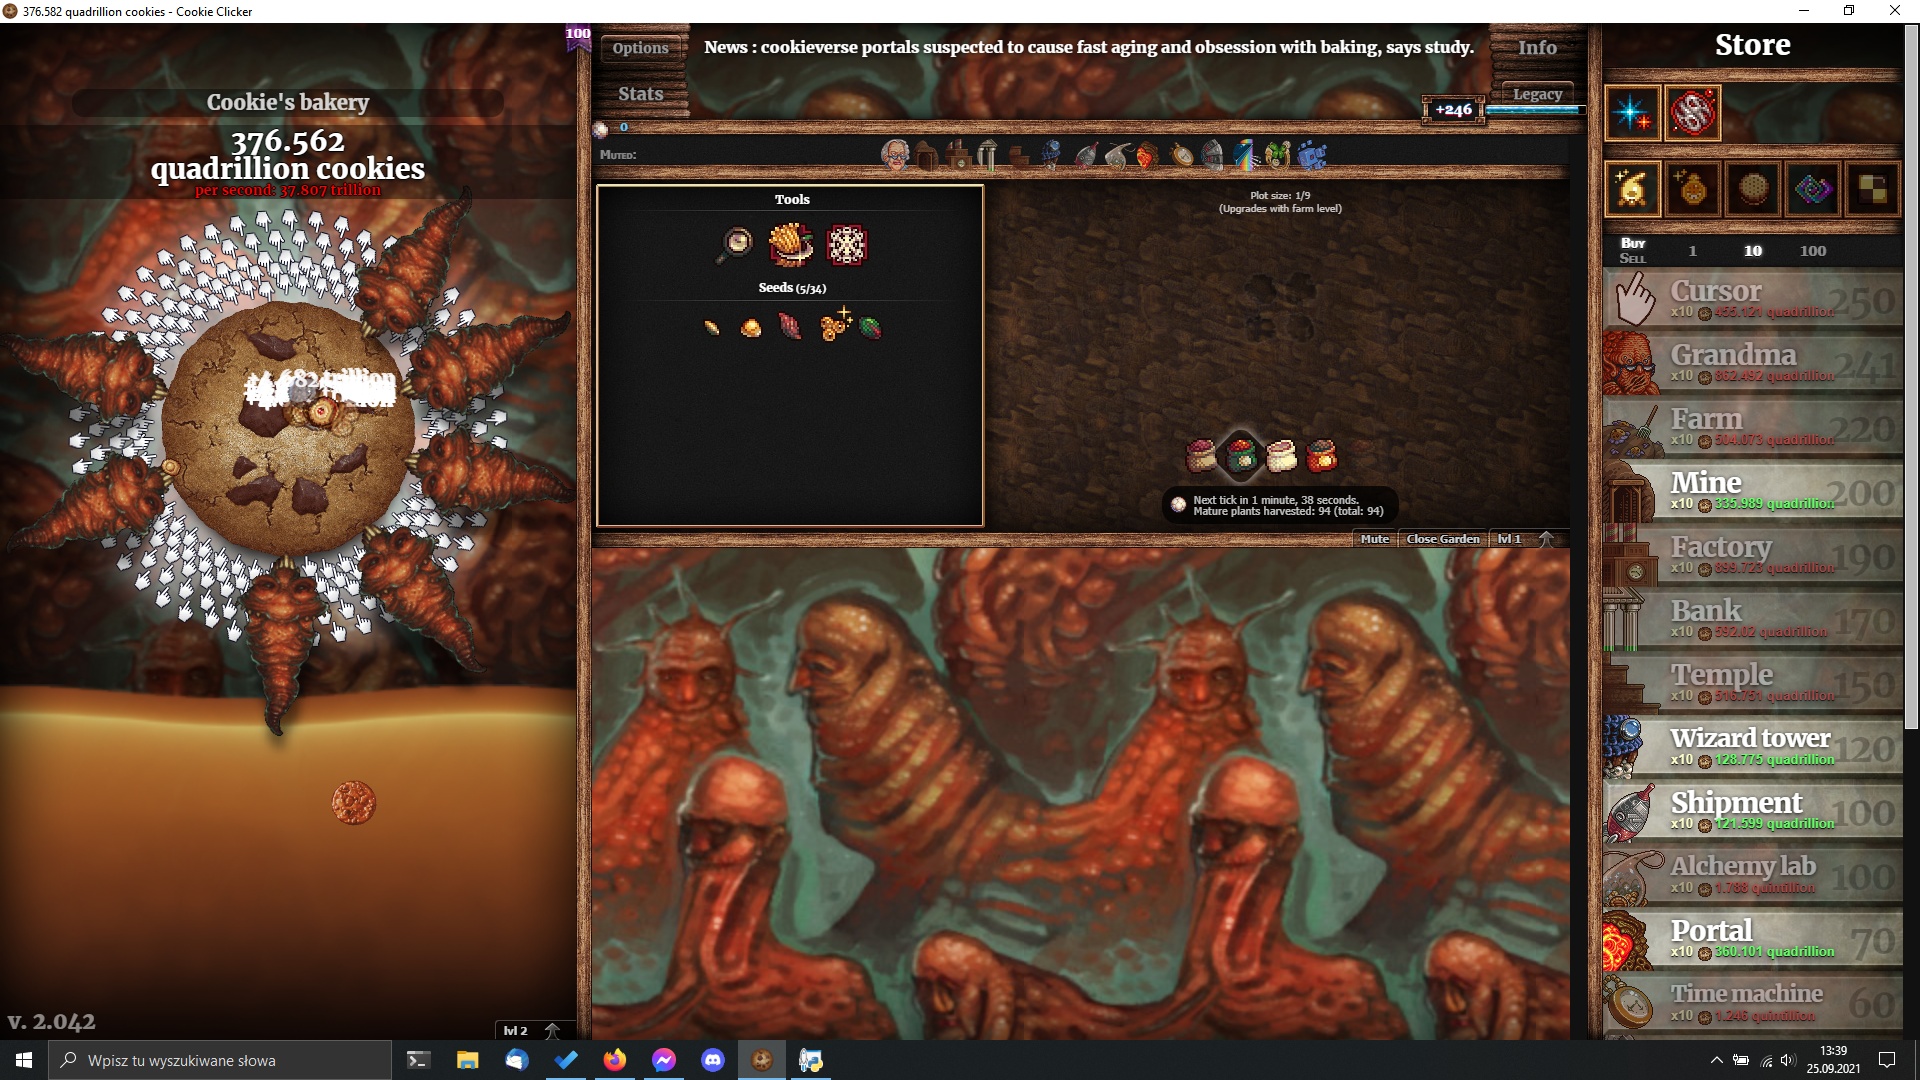 376.582 quadrillion cookies - Cookie Clicker
100
Options
News : cookieverse portals suspected to cause fast aging and obsession with baking, says study.
Info
Stats
Legacy
+246
0
Muted:
Cookie's bakery
376.562
quadrillion cookies
per second: 37.807 trillion
trillion
Tools
Seeds (5/34)
Plot size: 1/9
(Upgrades with farm level)
Next tick in 1 minute, 38 seconds.
Mature plants harvested: 94 (total: 94)
Mute
Close Garden
lvl 1
Store
Buy
Sell
1
10
100
Cursor
x10 455.121 quadrillion
250
Grandma
x10 862.492 quadrillion
241
Farm
x10 504.073 quadrillion
220
Mine
x10 335.989 quadrillion
200
Factory
x10 899.723 quadrillion
190
Bank
x10 592.02 quadrillion
170
Temple
x10 516.751 quadrillion
150
Wizard tower
x10 128.775 quadrillion
120
Shipment
x10 121.599 quadrillion
100
Alchemy lab
x10 1.788 quintillion
100
Portal
x10 360.101 quadrillion
70
Time machine
x10 1.246 quintillion
60
v. 2.042
lvl 2
Wpisz tu wyszukiwane słowa
13:39
25.09.2021